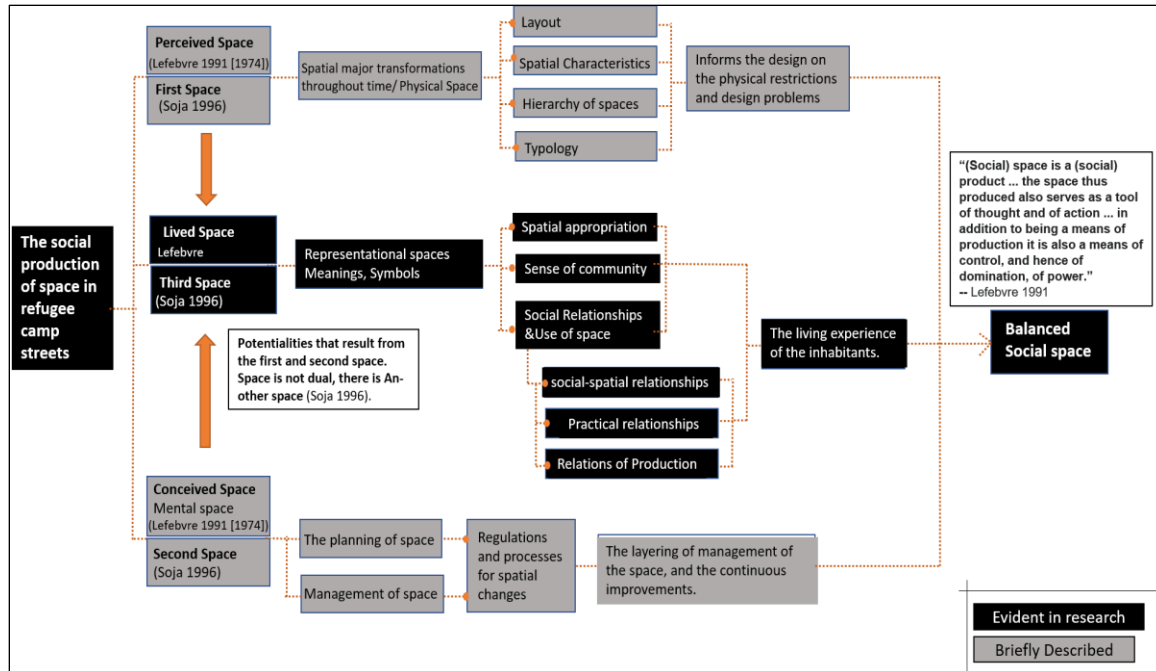 The social
production
of space in
refugee
camp
streets
Perceived Space
(Lefebvre 1991 [1974])
First Space
(Soja 1996)
Spatial major transformations
throughout time/ Physical Space
Layout
Spatial Characteristics
Hierarchy of spaces
Typology
Informs the design on
the physical restrictions
and design problems
Lived Space
Lefebvre
Third Space
(Soja 1996)
Representational spaces
Meanings, Symbols
Spatial appropriation
Sense of community
Social Relationships
&Use of space
social-spatial relationships
Practical relationships
Relations of Production
The living experience
of the inhabitants.
Potentialities that result from
the first and second space.
Space is not dual, there is An-
other space (Soja 1996).
Conceived Space
Mental space
(Lefebvre 1991 [1974])
Second Space
(Soja 1996)
The planning of space
Management of space
Regulations
and processes
for spatial
changes
The layering of management of
the space, and the continuous
improvements.
“(Social) space is a (social)
product ... the space thus
produced also serves as a tool
of thought and of action ... in
addition to being a means of
production it is also a means of
control, and hence of
domination, of power.”
-- Lefebvre 1991
Balanced
Social space
Evident in research
Briefly Described